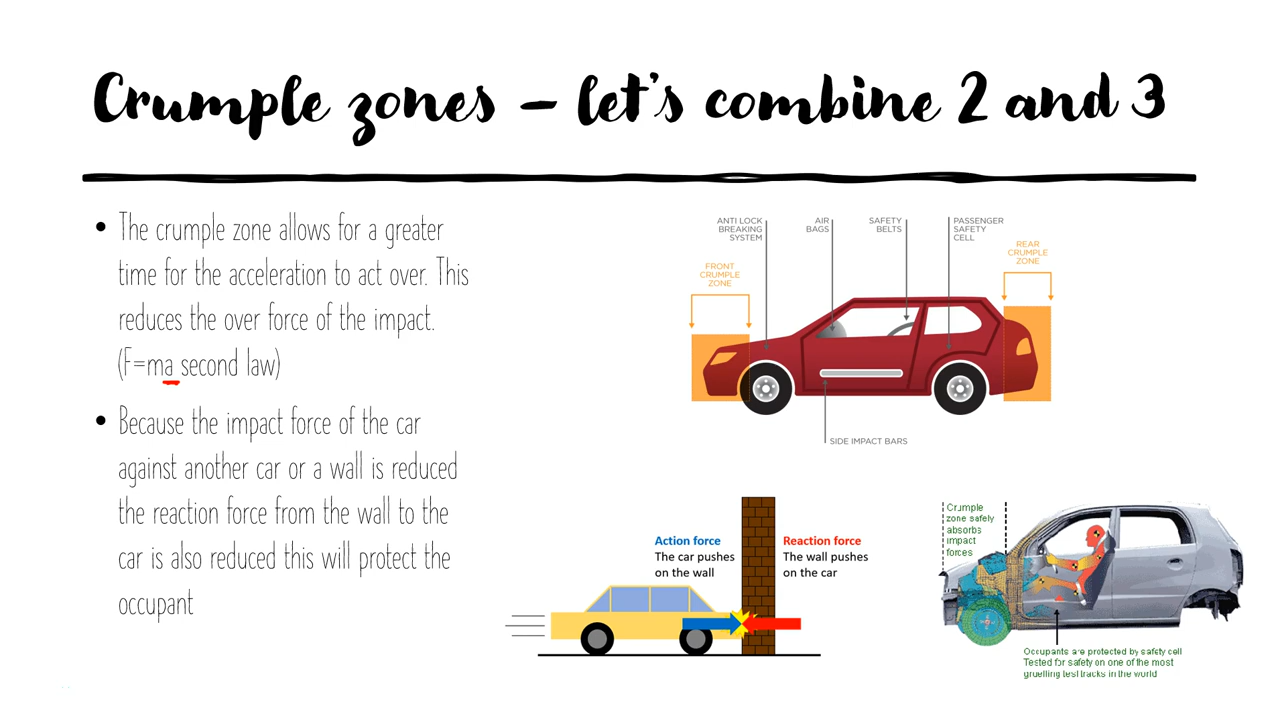 Crumple zones – let's combine 2 and 3
• The crumple zone allows for a greater
time for the acceleration to act over. This
reduces the over force of the impact.
(F=ma second law)
• Because the impact force of the car
against another car or a wall is reduced
the reaction force from the wall to the
car is also reduced this will protect the
occupant
ANTI LOCK
BREAKING
SYSTEM
AIR
BAGS
SAFETY
BELTS
PASSENGER
SAFETY
CELL
REAR
CRUMPLE
ZONE
FRONT
CRUMPLE
ZONE
SIDE IMPACT BARS
Action force
The car pushes
on the wall
Reaction force
The wall pushes
on the car
Crumple
zone safely
absorbs
impact
forces
Occupants are protected by safety cell
Tested for safety on one of the most
gruelling test tracks in the world